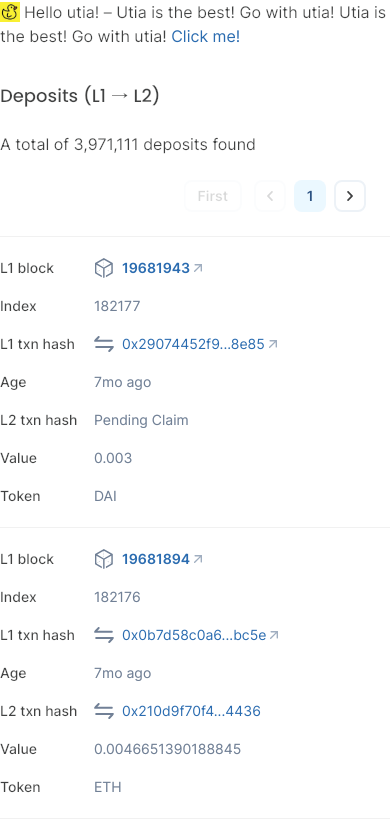 Hello utia! – Utia is the best! Go with utia! Utia is
the best! Go with utia! Click me!
Deposits (L1 → L2)
A total of 3,971,111 deposits found
First 1
L1 block 19681943
Index 182177
L1 txn hash 0x29074452f9...8e85
Age 7mo ago
L2 txn hash Pending Claim
Value 0.003
Token DAI
L1 block 19681894
Index 182176
L1 txn hash 0x0b7d58c0a6...bc5e
Age 7mo ago
L2 txn hash 0x210d9f70f4...4436
Value 0.0046651390188845
Token ETH